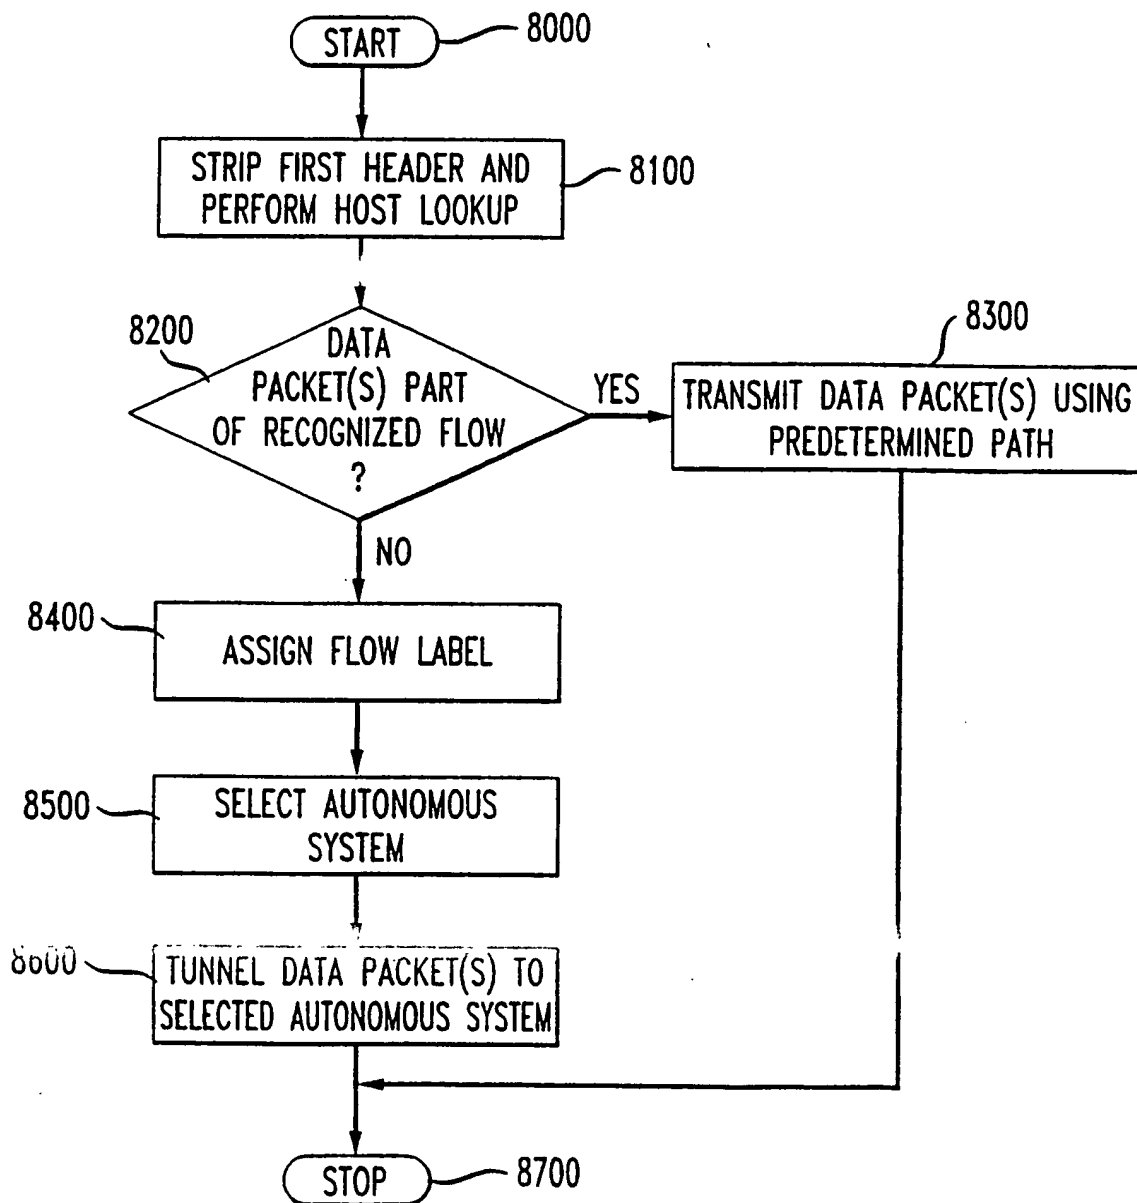 START
8000
STRIP FIRST HEADER AND
PERFORM HOST LOOKUP
8100
8200
DATA
PACKET(S) PART
OF RECOGNIZED FLOW
?
YES
8300
TRANSMIT DATA PACKET(S) USING
PREDETERMINED PATH
NO
8400
ASSIGN FLOW LABEL
8500
SELECT AUTONOMOUS
SYSTEM
8600
TUNNEL DATA PACKET(S) TO
SELECTED AUTONOMOUS SYSTEM
STOP
8700